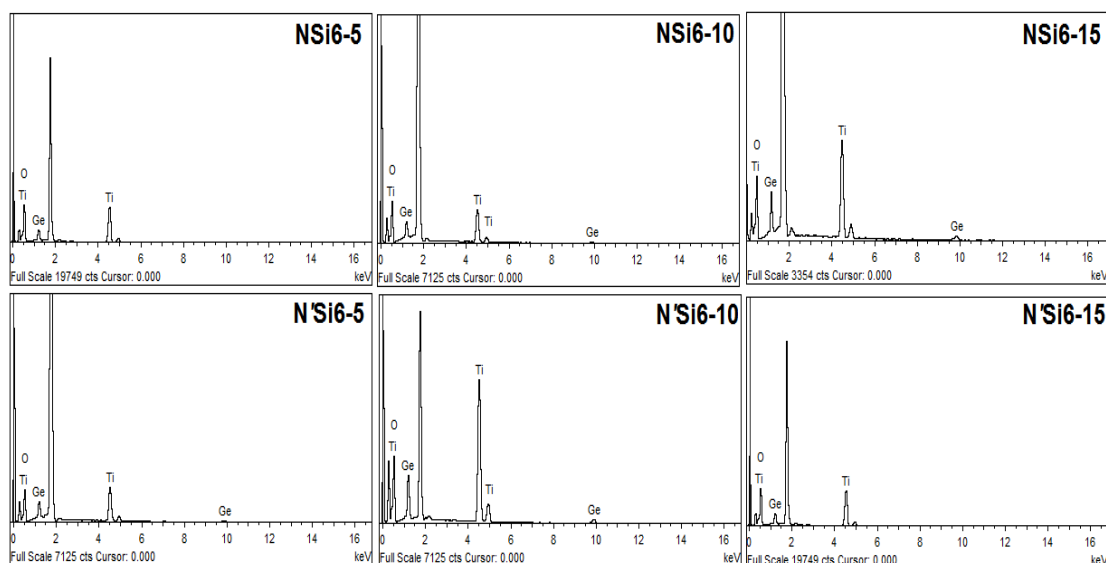 NSi6-5
O
Ti
Ge
Ti
0 2 4 6 8 10 12 14 16
Full Scale 19749 cts Cursor: 0.000 keV
NSi6-10
O
Ti
Ge
Ti
Ti
Ge
0 2 4 6 8 10 12 14 16
Full Scale 7125 cts Cursor: 0.000 keV
NSi6-15
O
Ti
Ge
Ti
Ge
2 4 6 8 10 12 14 16
Full Scale 3354 cts Cursor: 0.000 keV
N'Si6-5
O
Ti
Ge
Ti
Ge
0 2 4 6 8 10 12 14 16
Full Scale 7125 cts Cursor: 0.000 keV
N'Si6-10
O
Ti
Ge
Ti
Ti
Ge
0 2 4 6 8 10 12 14 16
Full Scale 7125 cts Cursor: 0.000 keV
N'Si6-15
O
Ti
Ge
Ti
0 2 4 6 8 10 12 14 16
Full Scale 19749 cts Cursor: 0.000 keV